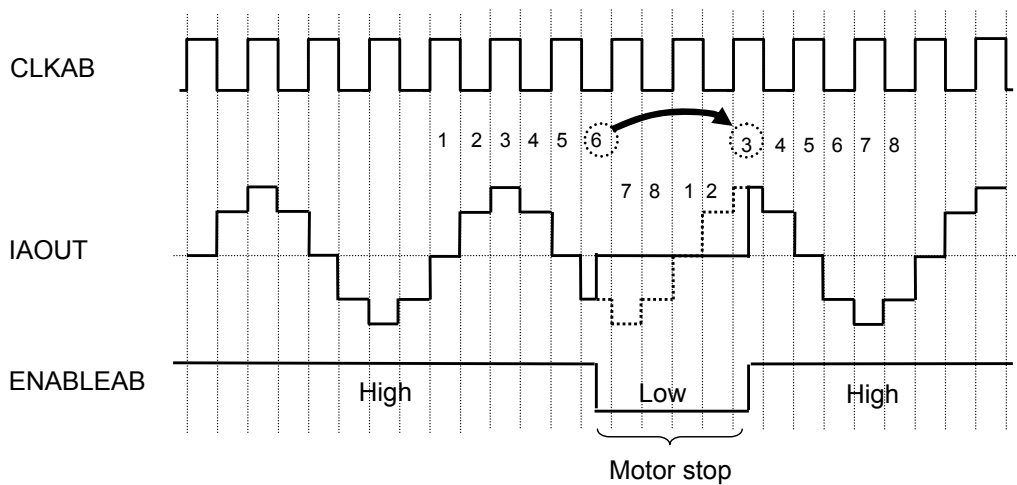 CLKAB
1 2 3 4 5 6 3 4 5 6 7 8
7 8 1 2
IAOUT
ENABLEAB
High Low High
Motor stop